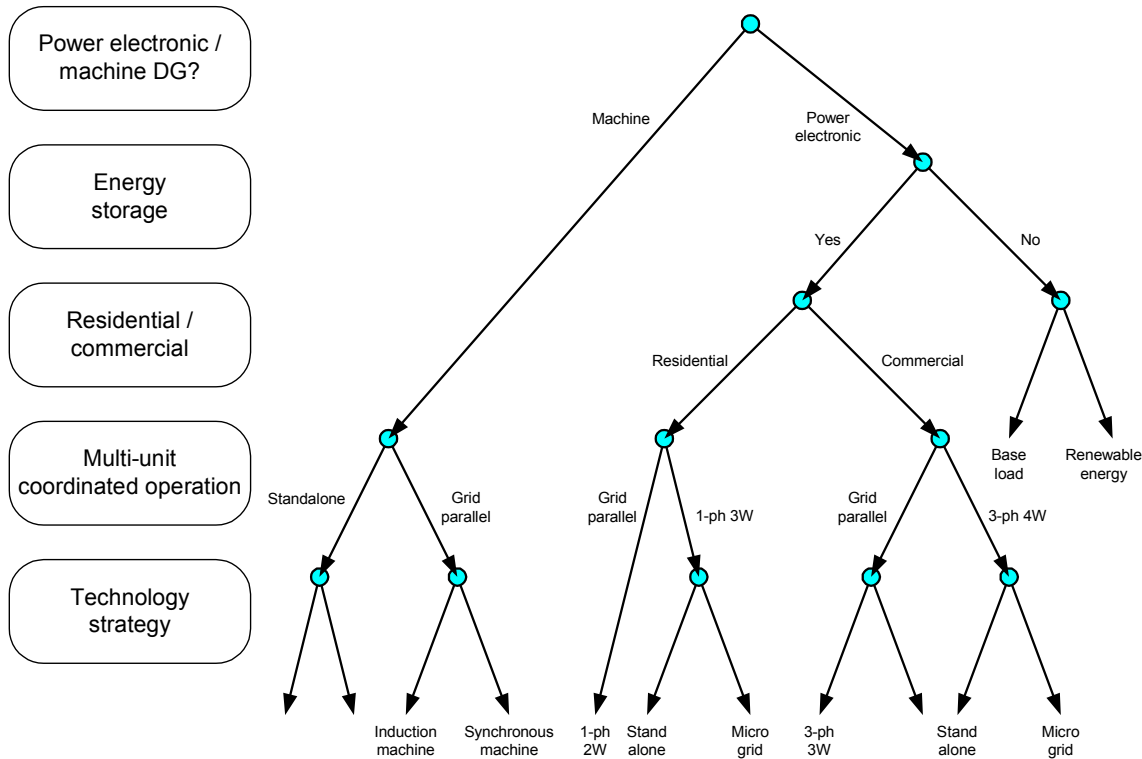 Power electronic /
machine DG?
Machine
Power
electronic
Energy
storage
Yes
No
Residential /
commercial
Residential
Commercial
Multi-unit
coordinated operation
Base
load
Renewable
energy
Standalone
Grid
parallel
Grid
parallel
1-ph 3W
Grid
parallel
3-ph 4W
Technology
strategy
Induction
machine
Synchronous
machine
1-ph
2W
Stand
alone
Micro
grid
3-ph
3W
Stand
alone
Micro
grid